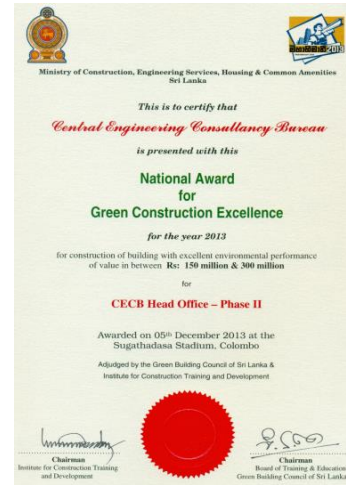 Ministry of Construction, Engineering Services, Housing & Common Amenities
Sri Lanka
This is to certify that
Central Engineering Consultancy Bureau
is presented with this
National Award
for
Green Construction Excellence
for the year 2013
for construction of building with excellent environmental performance
of value in between Rs: 150 million & 300 million
for
CECB Head Office – Phase II
Awarded on 05th December 2013 at the
Sugathadasa Stadium, Colombo
Adjudged by the Green Building Council of Sri Lanka &
Institute for Construction Training and Development
Chairman
Institute for Construction Training
and Development
Chairman
Board of Training & Education
Green Building Council of Sri Lanka